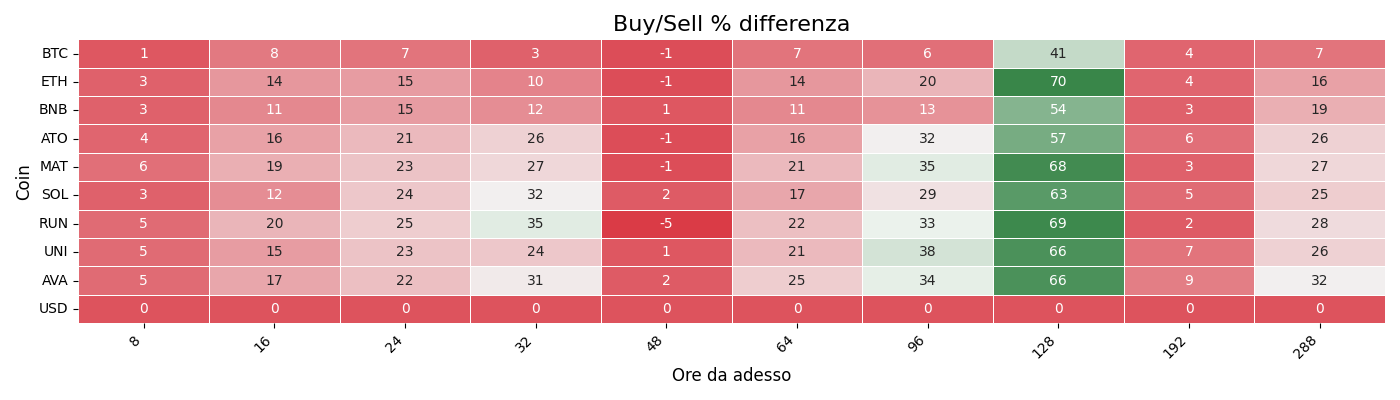 Buy/Sell % differenza
Coin
BTC 1 8 7 3 -1 7 6 41 4 7
ETH 3 14 15 10 -1 14 20 70 4 16
BNB 3 11 15 12 1 11 13 54 3 19
ATO 4 16 21 26 -1 16 32 57 6 26
MAT 6 19 23 27 -1 21 35 68 3 27
SOL 3 12 24 32 2 17 29 63 5 25
RUN 5 20 25 35 -5 22 33 69 2 28
UNI 5 15 23 24 1 21 38 66 7 26
AVA 5 17 22 31 2 25 34 66 9 32
USD 0 0 0 0 0 0 0 0 0 0
8 16 24 32 48 64 96 128 192 288
Ore da adesso